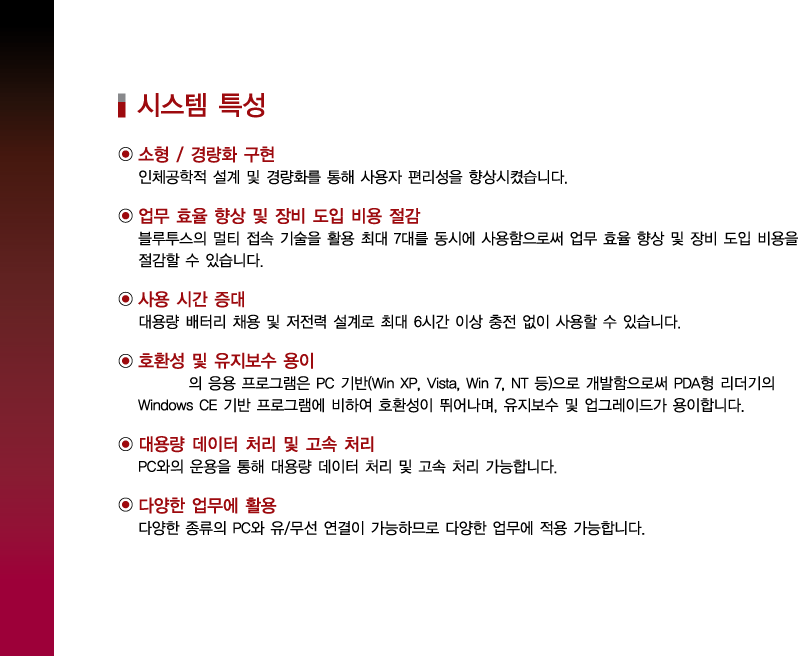 시스템 특성
소형 / 경량화 구현
인체공학적 설계 및 경량화를 통해 사용자 편리성을 향상시켰습니다.
업무 효율 향상 및 장비 도입 비용 절감
블루투스의 멀티 접속 기술을 활용 최대 7대를 동시에 사용함으로써 업무 효율 향상 및 장비 도입 비용을
절감할 수 있습니다.
사용 시간 증대
대용량 배터리 채용 및 저전력 설계로 최대 6시간 이상 충전 없이 사용할 수 있습니다.
호환성 및 유지보수 용이
의 응용 프로그램은 PC 기반(Win XP, Vista, Win 7, NT 등)으로 개발함으로써 PDA형 리더기의
Windows CE 기반 프로그램에 비하여 호환성이 뛰어나며, 유지보수 및 업그레이드가 용이합니다.
대용량 데이터 처리 및 고속 처리
PC와의 운용을 통해 대용량 데이터 처리 및 고속 처리 가능합니다.
다양한 업무에 활용
다양한 종류의 PC와 유/무선 연결이 가능하므로 다양한 업무에 적용 가능합니다.